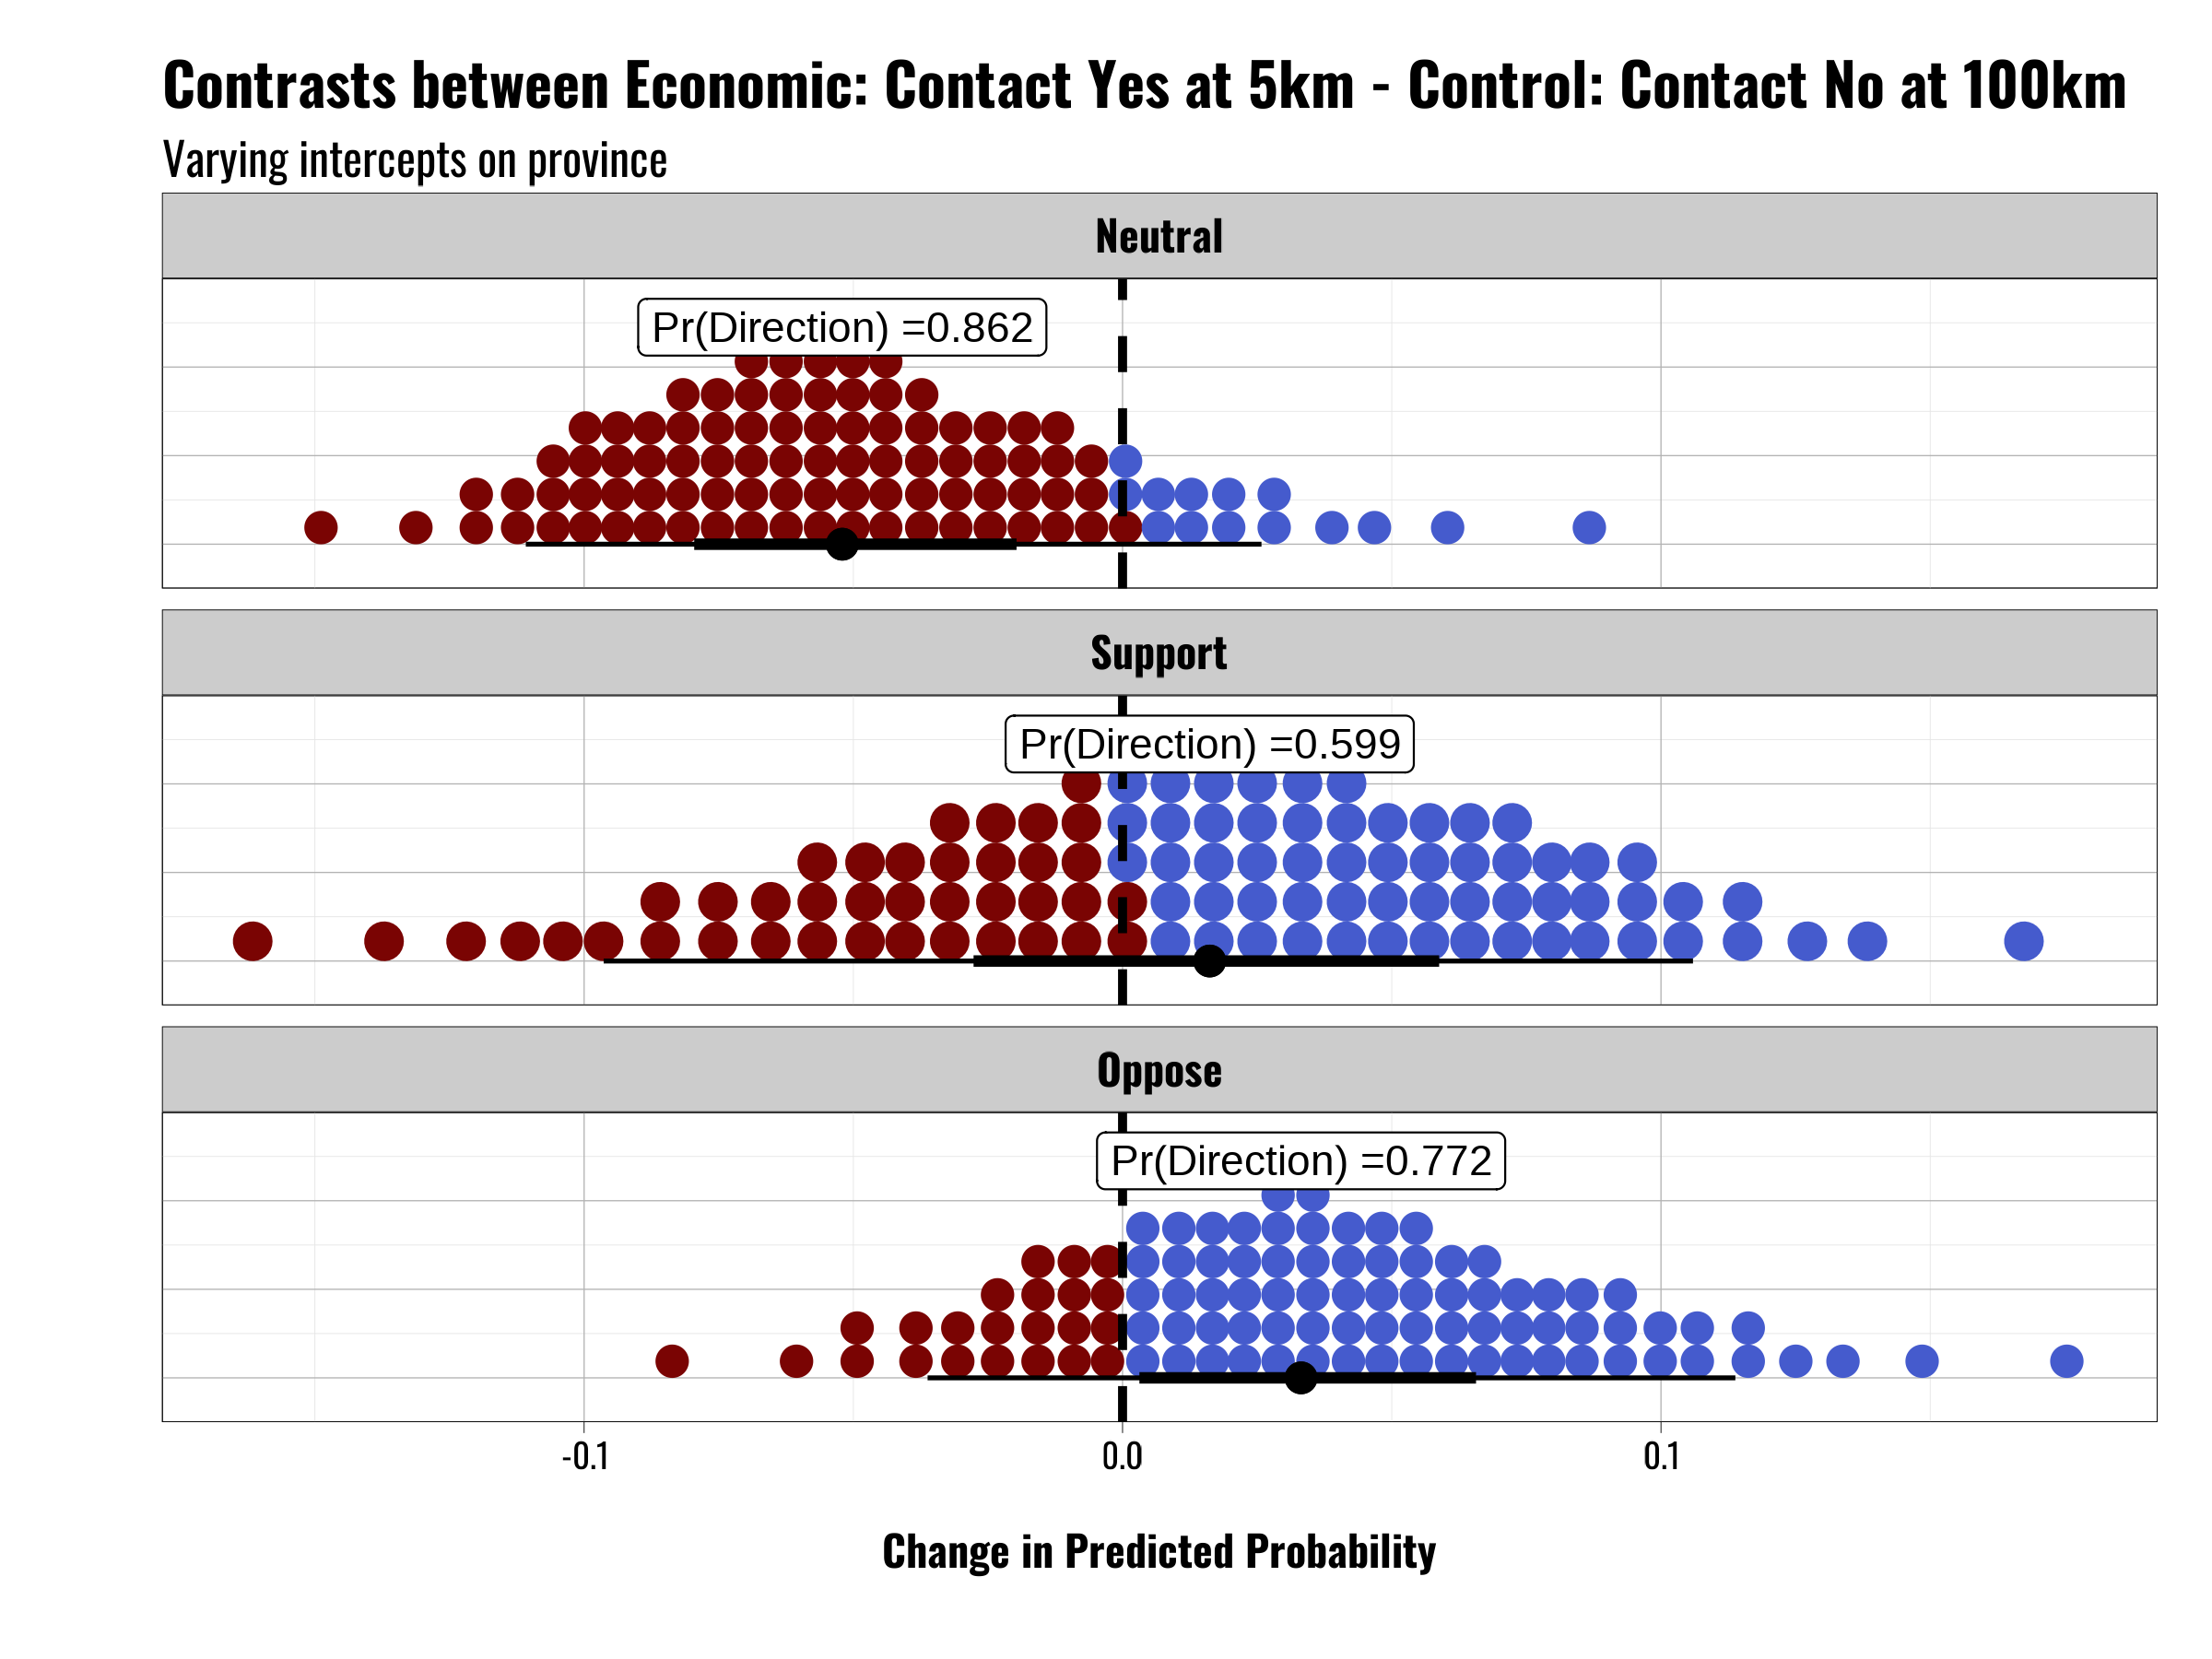 Contrasts between Economic: Contact Yes at 5km - Control: Contact No at 100km
Varying intercepts on province
Neutral
Pr(Direction) =0.862
Support
Pr(Direction) =0.599
Oppose
Pr(Direction) =0.772
-0.1 0.0 0.1
Change in Predicted Probability